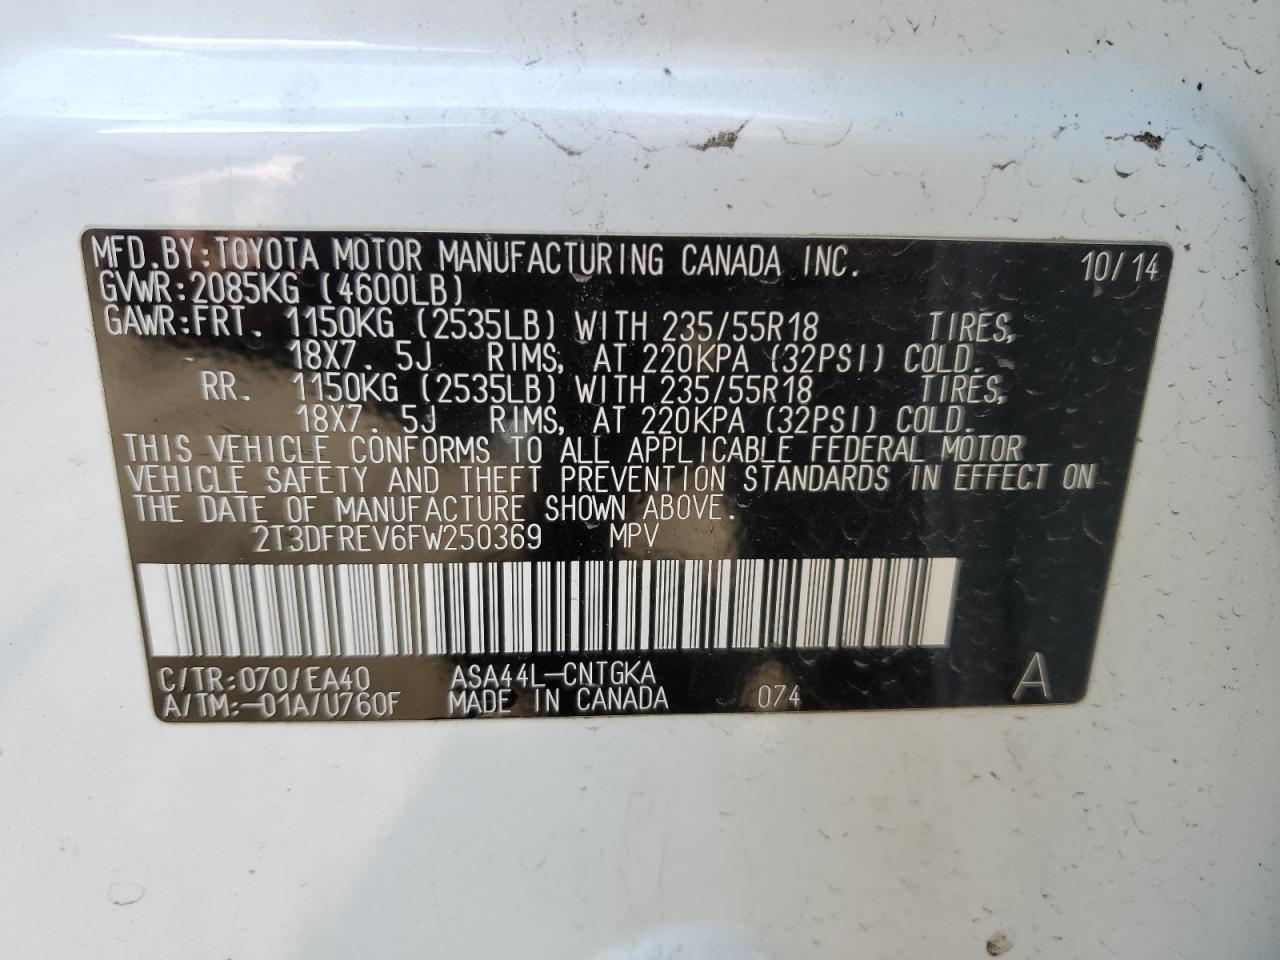 MFD.BY:TOYOTA MOTOR MANUFACTURING CANADA INC. 10/14
GVWR:2085KG (4600LB)
GAWR:FRT. 1150KG (2535LB) WITH 235/55R18 TIRES,
18X7.5J RIMS, AT 220KPA (32PSI) COLD.
RR. 1150KG (2535LB) WITH 235/55R18 TIRES,
18X7.5J RIMS, AT 220KPA (32PSI) COLD.
THIS VEHICLE CONFORMS TO ALL APPLICABLE FEDERAL MOTOR
VEHICLE SAFETY AND THEFT PREVENTION STANDARDS IN EFFECT ON
THE DATE OF MANUFACTURE SHOWN ABOVE.
2T3DFREV6FW250369 MPV
C/TR:070/EA40 ASA44L-CNTGKA
A/TM:-01A/U760F MADE IN CANADA 074 A